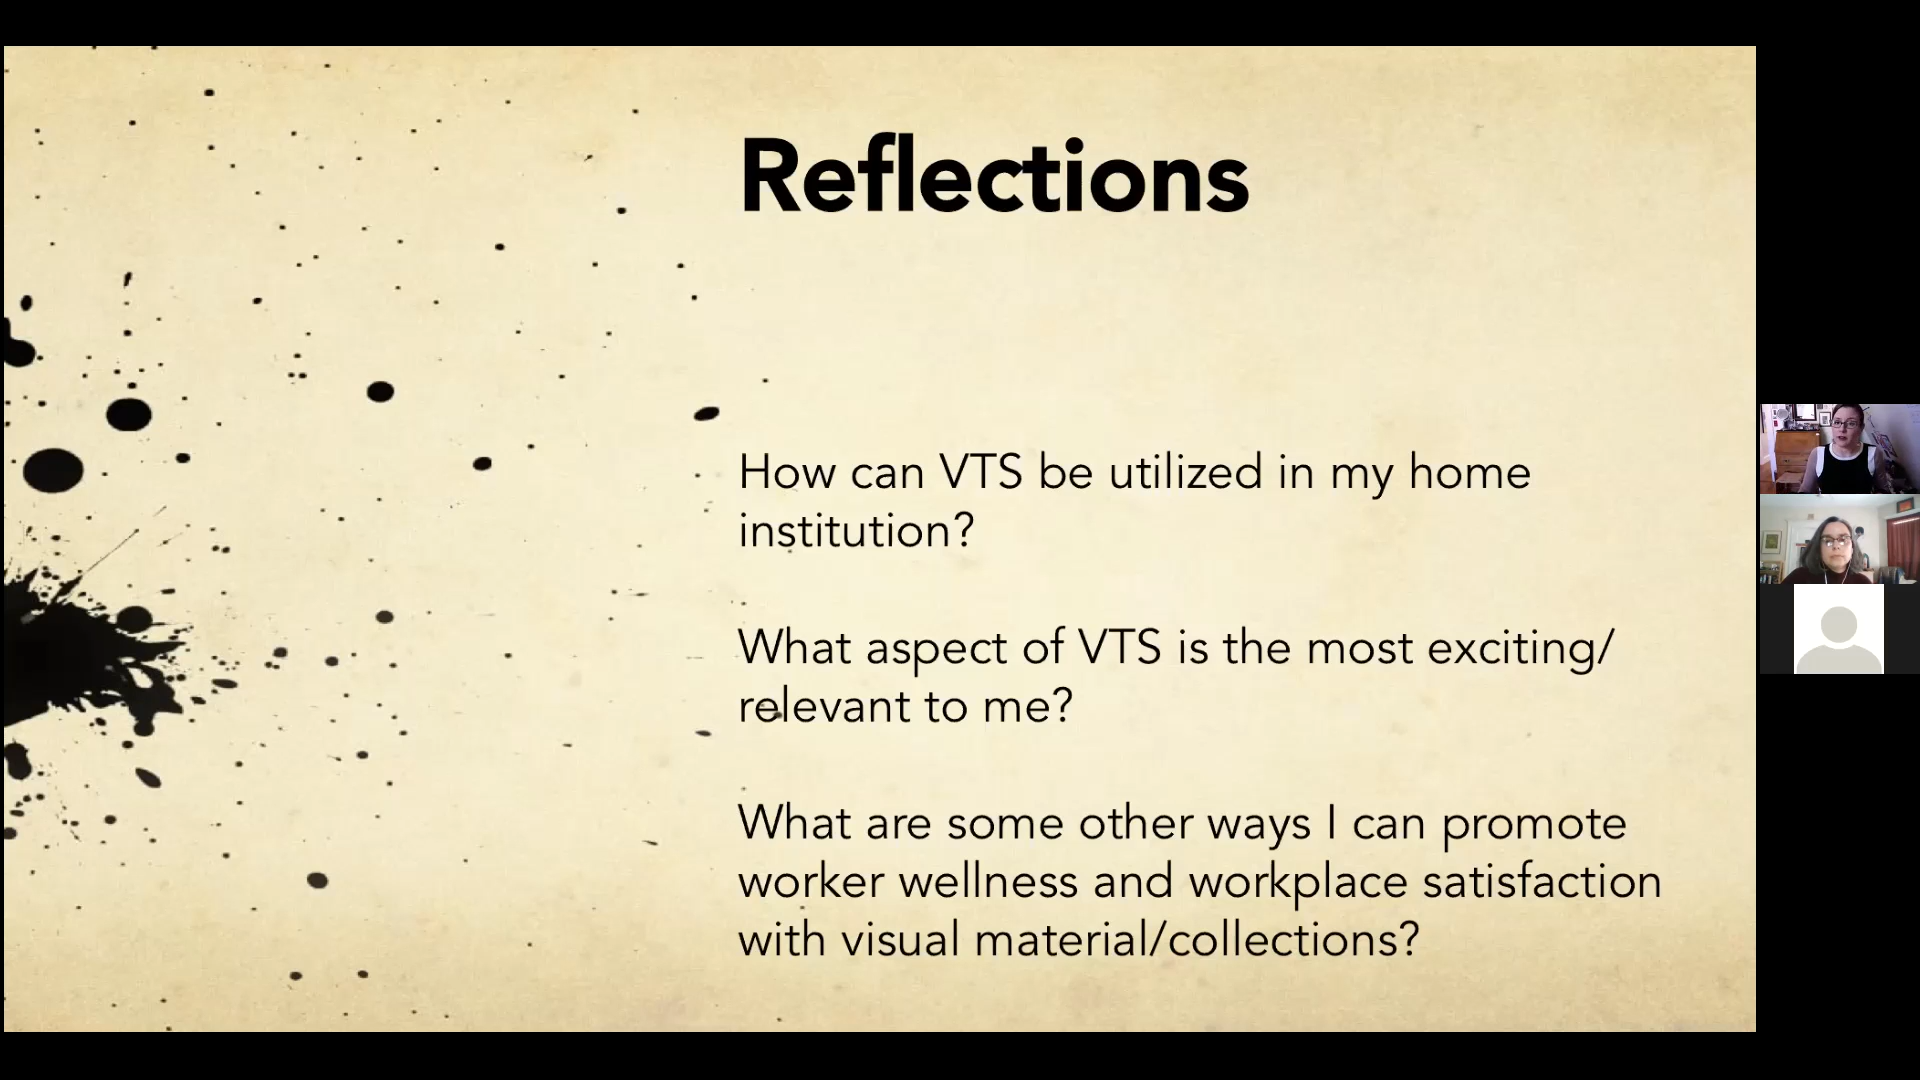 Reflections
How can VTS be utilized in my home
institution?
What aspect of VTS is the most exciting/
relevant to me?
What are some other ways I can promote
worker wellness and workplace satisfaction
with visual material/collections?